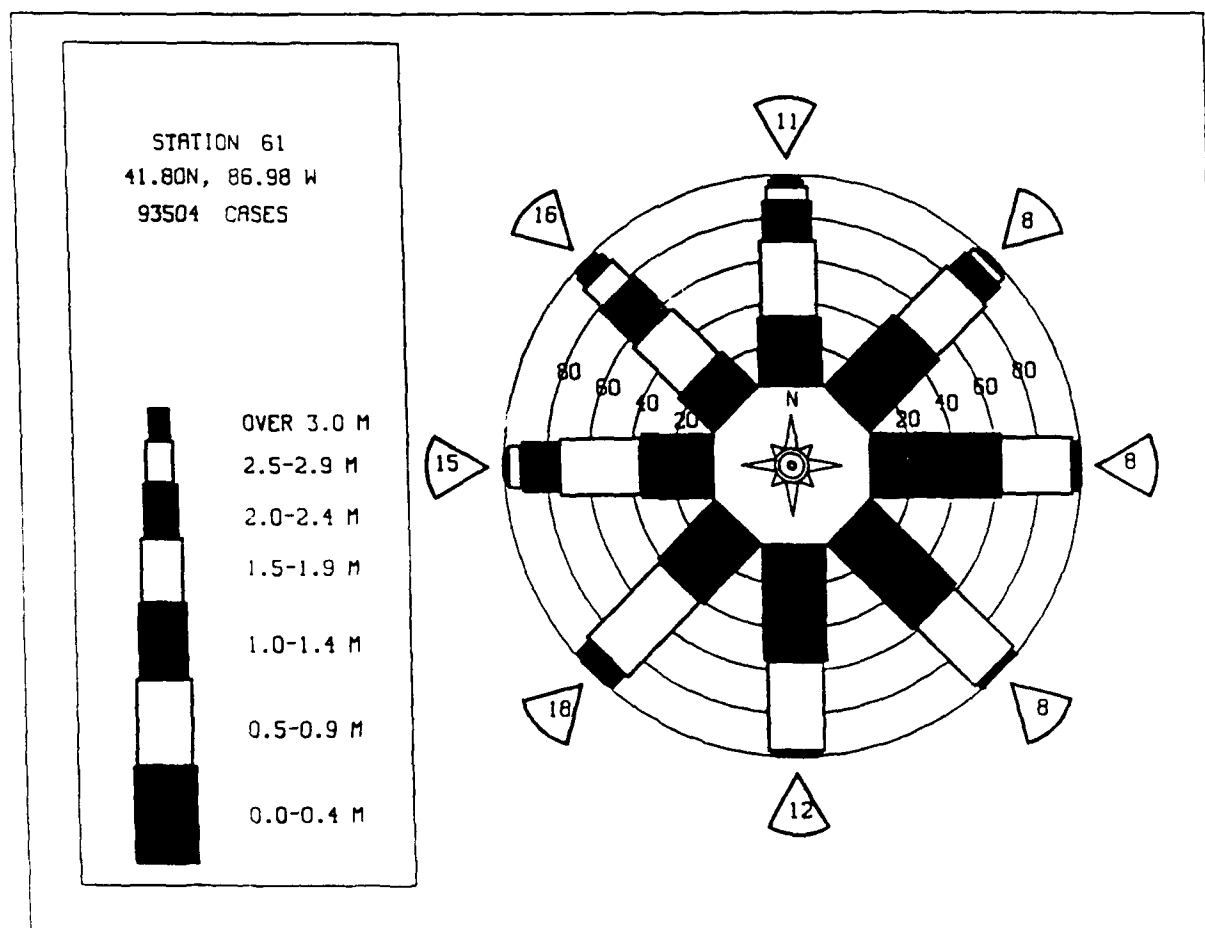 STATION 61
41.80N, 86.98 W
93504 CASES
OVER 3.0 M
2.5-2.9 M
2.0-2.4 M
1.5-1.9 M
1.0-1.4 M
0.5-0.9 M
0.0-0.4 M
11
16
8
80
60
40
20
N
20
40
60
80
15
8
18
8
12